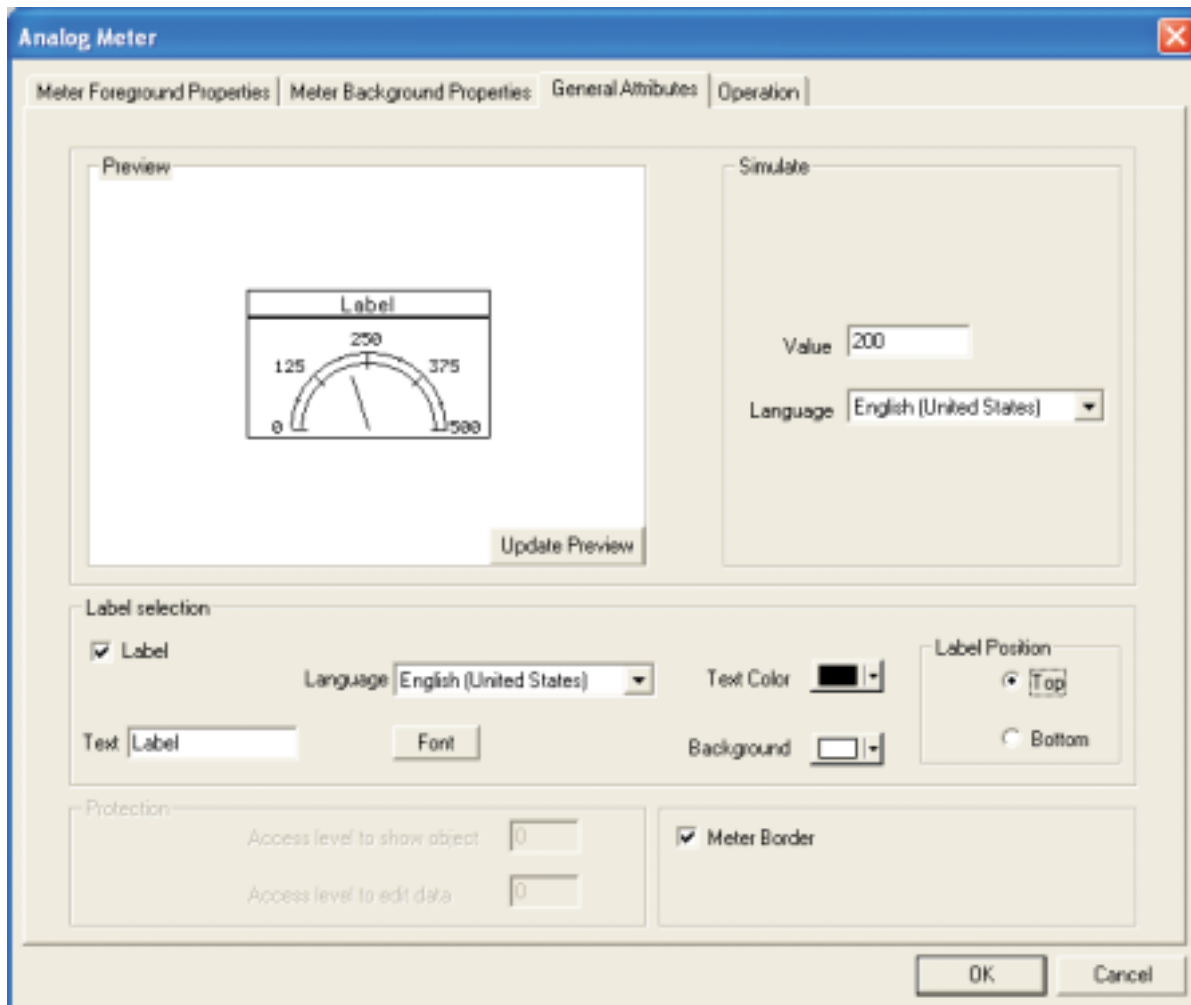 Analog Meter
Meter Foreground Properties
Meter Background Properties
General Attributes
Operation
Preview
Label
250
125
375
0
500
Update Preview
Simulate
Value
200
Language
English (United States)
Label selection
Label
Language
English (United States)
Text Color
Text
Label
Font
Background
Label Position
Top
Bottom
Protection
Access level to show object
0
Access level to edit data
0
Meter Border
OK
Cancel